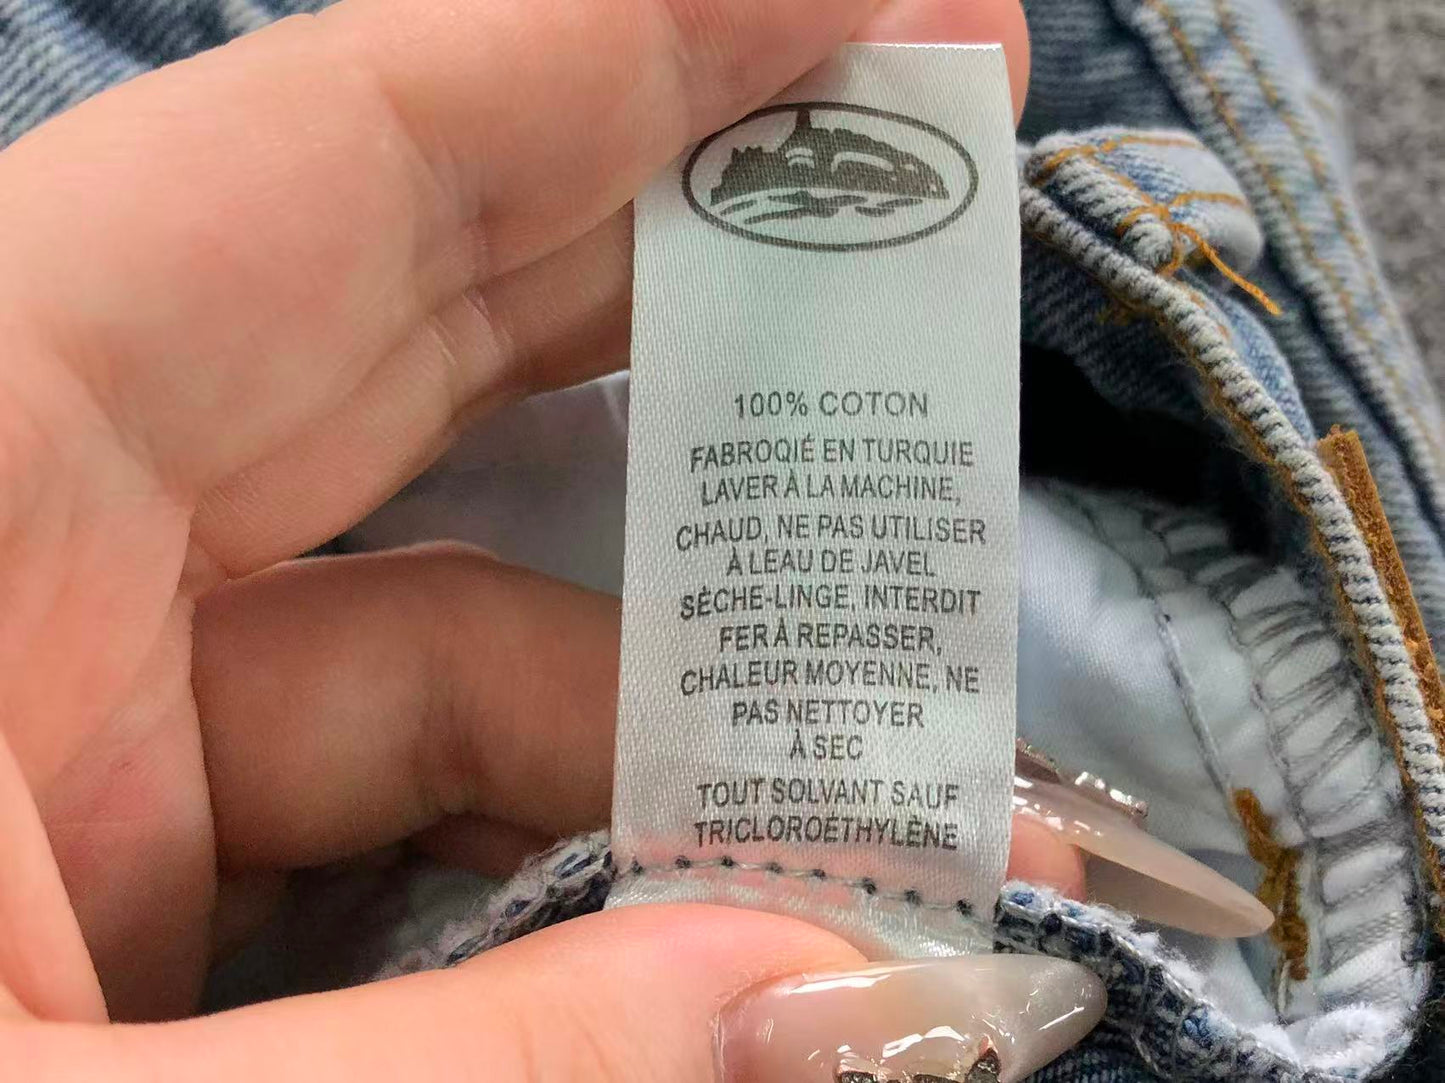 100% COTON
FABROQIÉ EN TURQUIE
LAVER À LA MACHINE,
CHAUD, NE PAS UTILISER
À LEAU DE JAVEL
SÈCHE-LINGE, INTERDIT
FER À REPASSER,
CHALEUR MOYENNE, NE
PAS NETTOYER
À SEC
TOUT SOLVANT SAUF
TRICLOROÉTHYLÈNE